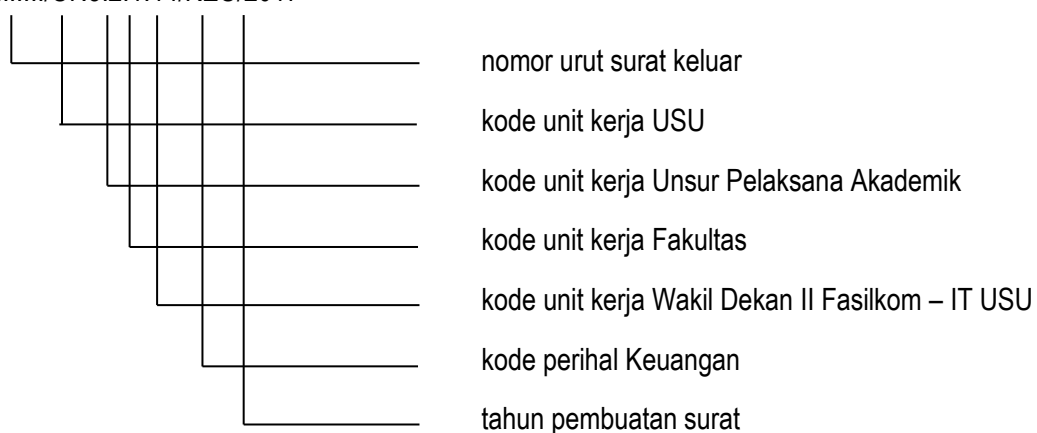 nomor urut surat keluar
kode unit kerja USU
kode unit kerja Unsur Pelaksana Akademik
kode unit kerja Fakultas
kode unit kerja Wakil Dekan II Fasilkom – IT USU
kode perihal Keuangan
tahun pembuatan surat